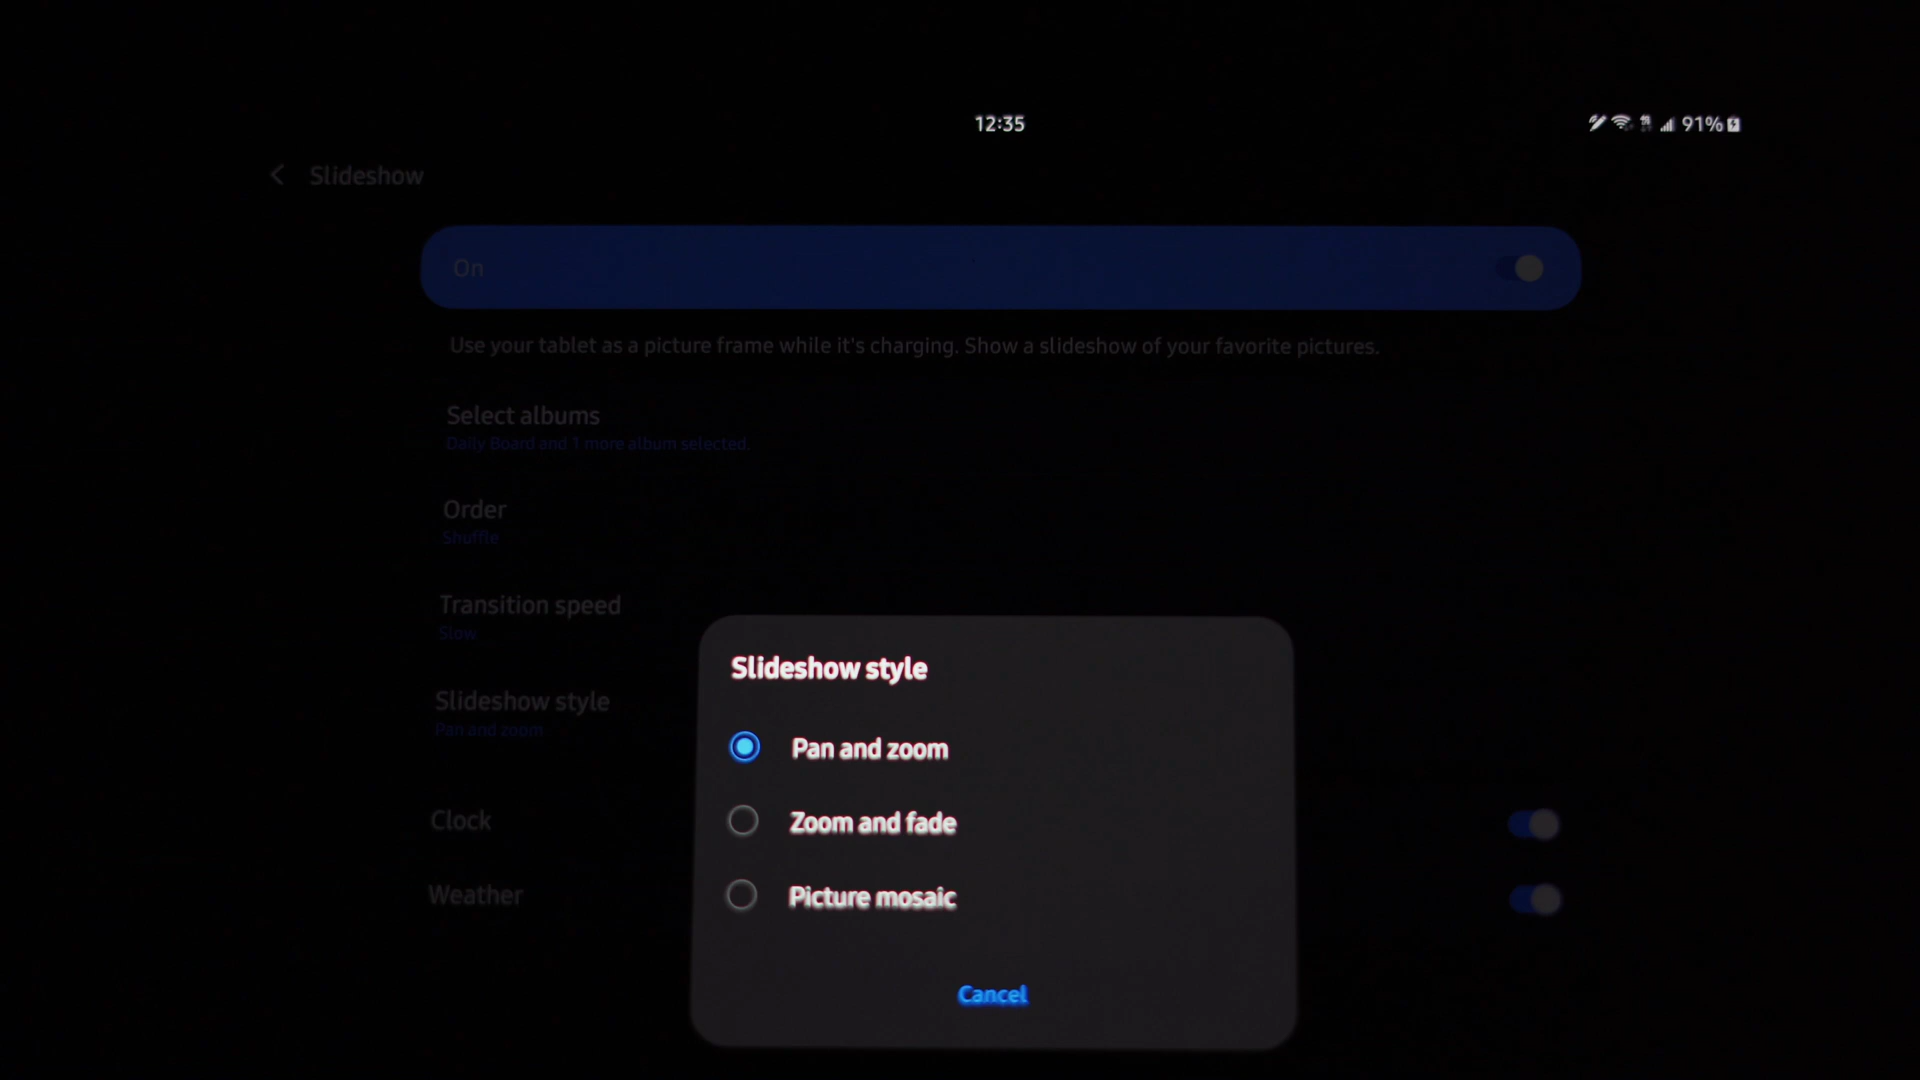 12:35
91%
Slideshow
On
Use your tablet as a picture frame while it's charging. Show a slideshow of your favorite pictures.
Select albums
Daily Board and 1 more album selected.
Order
Shuffle
Transition speed
Slow
Slideshow style
Pan and zoom
Clock
Weather
Slideshow style
Pan and zoom
Zoom and fade
Picture mosaic
Cancel